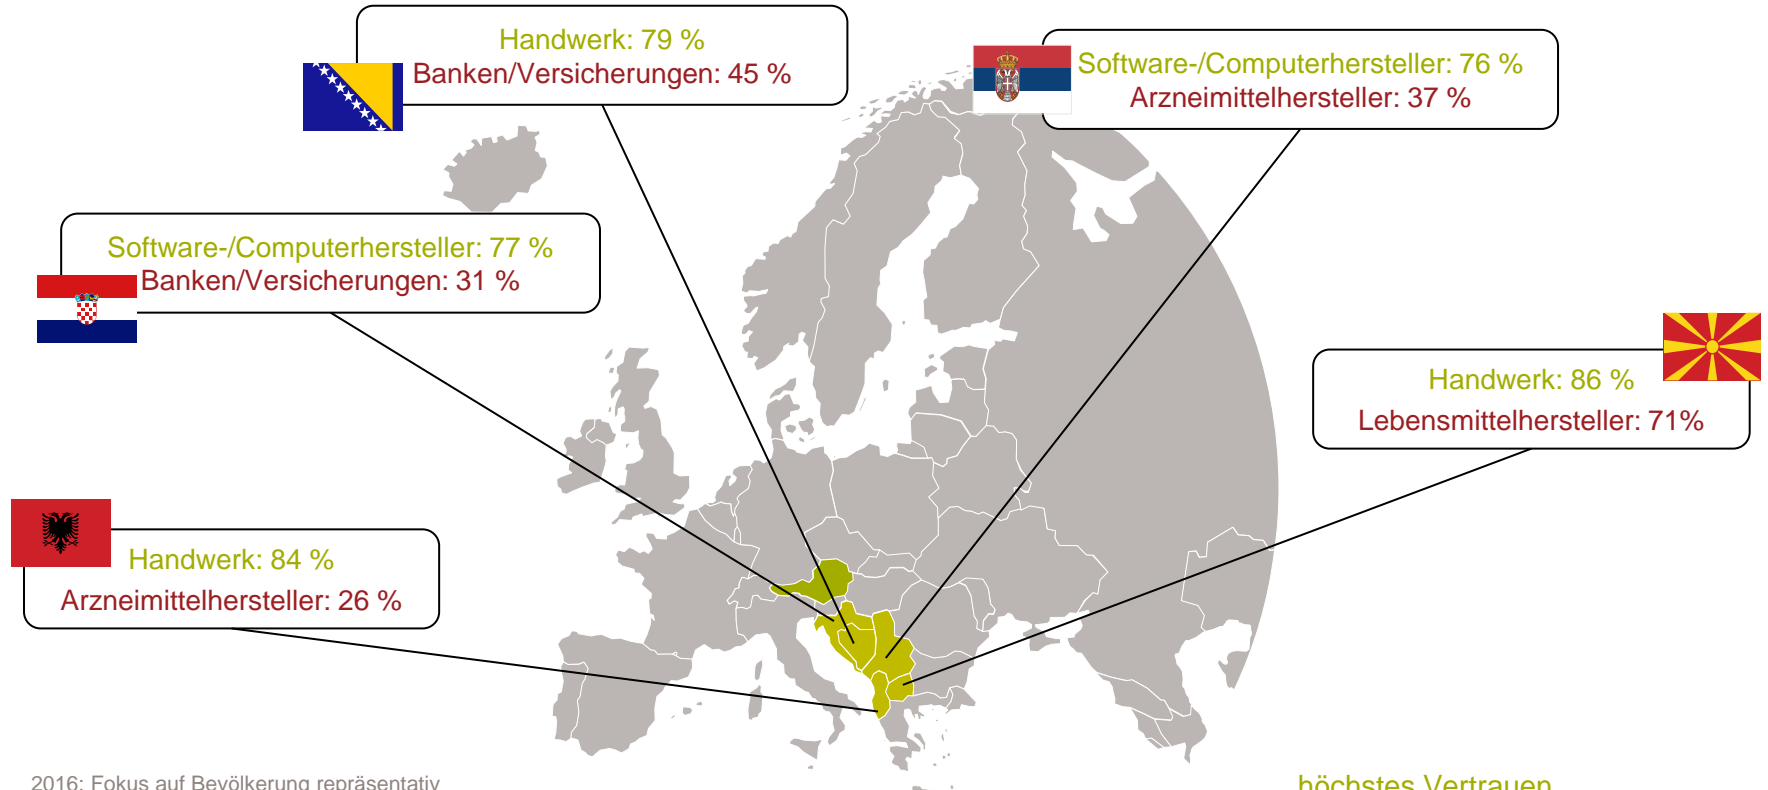 Handwerk: 79 %
Banken/Versicherungen: 45 %
Software-/Computerhersteller: 76 %
Arzneimittelhersteller: 37 %
Software-/Computerhersteller: 77 %
Banken/Versicherungen: 31 %
Handwerk: 86 %
Lebensmittelhersteller: 71%
Handwerk: 84 %
Arzneimittelhersteller: 26 %
2016: Fokus auf Bevölkerung repräsentativ
höchstes Vertrauen